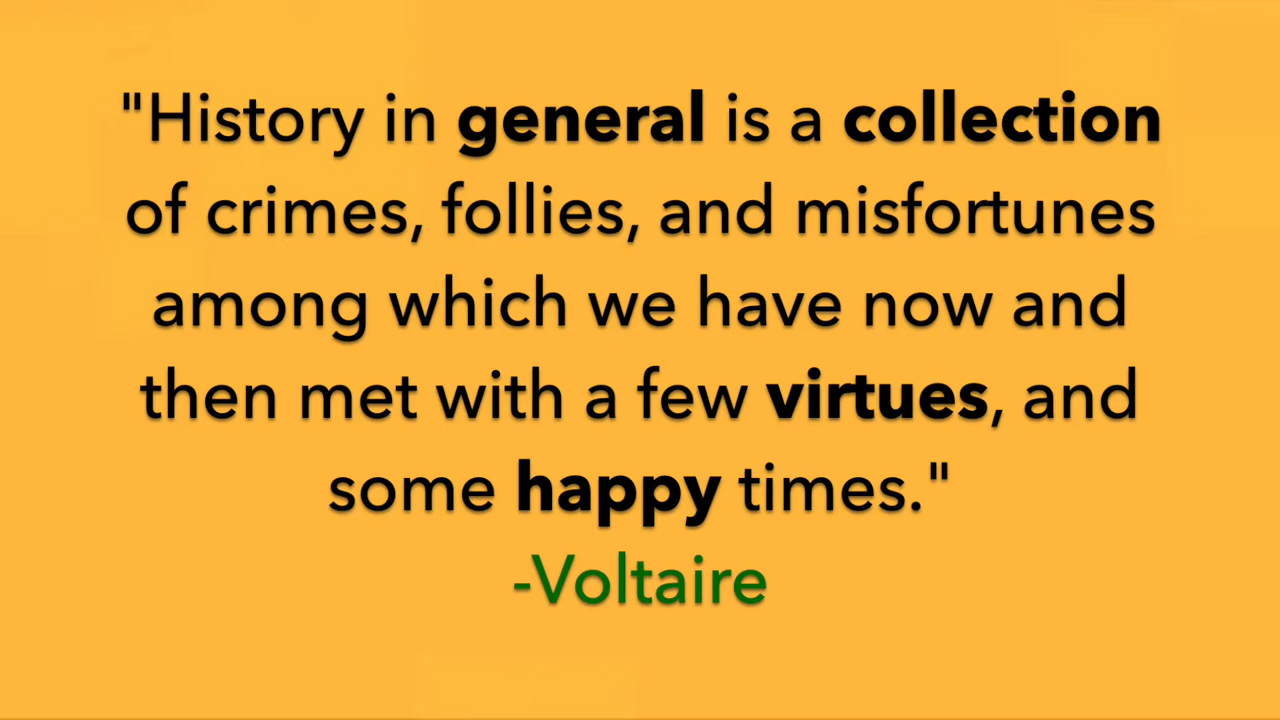 "History in general is a collection
of crimes, follies, and misfortunes
among which we have now and
then met with a few virtues, and
some happy times."
-Voltaire